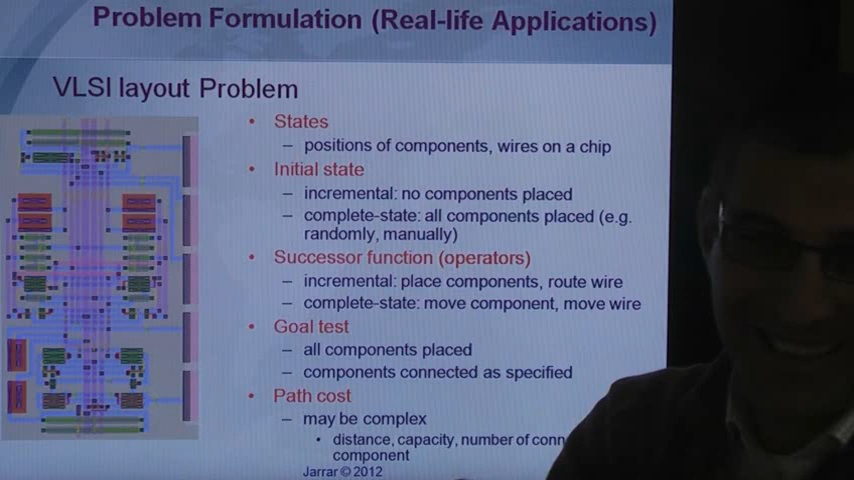 Problem Formulation (Real-life Applications)
VLSI layout Problem
• States
– positions of components, wires on a chip
• Initial state
– incremental: no components placed
– complete-state: all components placed (e.g.
randomly, manually)
• Successor function (operators)
– incremental: place components, route wire
– complete-state: move component, move wire
• Goal test
– all components placed
– components connected as specified
• Path cost
– may be complex
• distance, capacity, number of conn
component
Jarrar © 2012